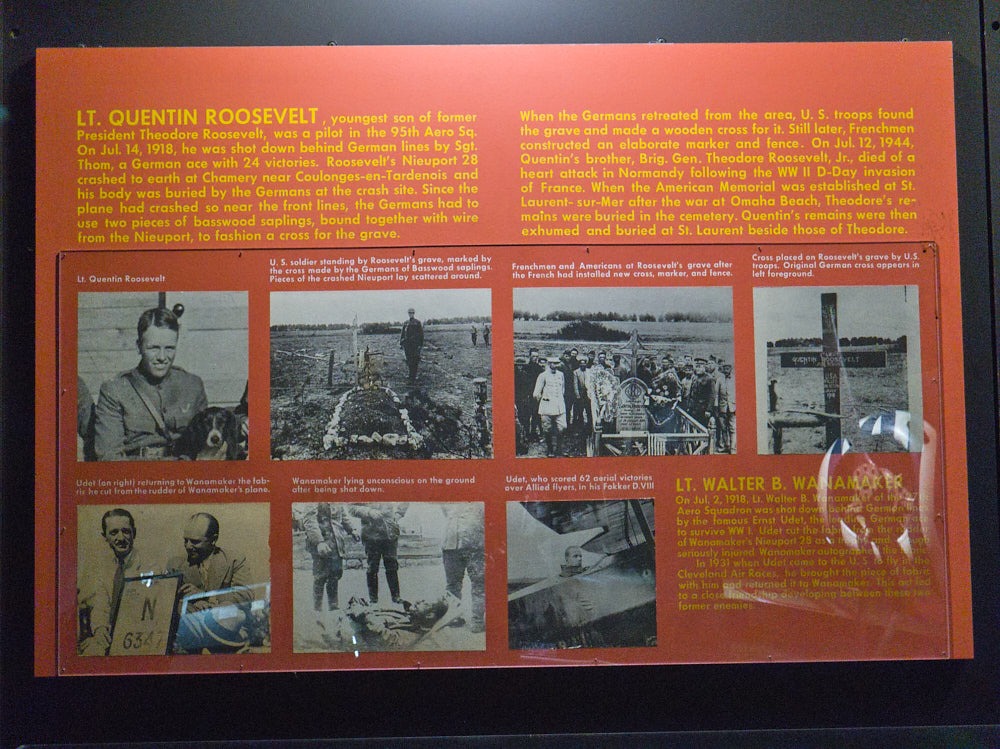 LT. QUENTIN ROOSEVELT , youngest son of former
President Theodore Roosevelt, was a pilot in the 95th Aero Sq.
On Jul. 14, 1918, he was shot down behind German lines by Sgt.
Thom, a German ace with 24 victories. Roosevelt's Nieuport 28
crashed to earth at Chamery near Coulonges-en-Tardenois and
his body was buried by the Germans at the crash site. Since the
plane had crashed so near the front lines, the Germans had to
use two pieces of basswood saplings, bound together with wire
from the Nieuport, to fashion a cross for the grave.
When the Germans retreated from the area, U. S. troops found
the grave and made a wooden cross for it. Still later, Frenchmen
constructed an elaborate marker and fence. On Jul. 12, 1944,
Quentin's brother, Brig. Gen. Theodore Roosevelt, Jr., died of a
heart attack in Normandy following the WW II D-Day invasion
of France. When the American Memorial was established at St.
Laurent- sur-Mer after the war at Omaha Beach, Theodore's re-
mains were buried in the cemetery. Quentin's remains were then
exhumed and buried at St. Laurent beside those of Theodore.
Lt. Quentin Roosevelt
U. S. soldier standing by Roosevelt's grave, marked by
the cross made by the Germans of Basswood saplings.
Pieces of the crashed Nieuport lay scattered around.
Frenchmen and Americans at Roosevelt's grave after
the French had installed new cross, marker, and fence.
Cross placed on Roosevelt's grave by U.S.
troops. Original German cross appears in
left foreground.
QUENTIN ROOSEVELT
Udet (on right) returning to Wanamaker the fab-
ric he cut from the rudder of Wanamaker's plane.
N
6347
Wanamaker lying unconscious on the ground
after being shot down.
Udet, who scored 62 aerial victories
over Allied flyers, in his Fokker D.VIII
LT. WALTER B. WANAMAKER
On Jul. 2, 1918, Lt. Walter B. Wanamaker of the
Aero Squadron was shot down behind German lines
by the famous Ernst Udet, the leading German ace
to survive WW I. Udet cut the fabric from the
of Wanamaker's Nieuport 28 as a
seriously injured Wanamaker autographed the
In 1931 when Udet came to the U. S. to fly in the
Cleveland Air Races, he brought the piece of fabric
with him and returned it to Wanamaker. This act led
to a close friendship developing between these two
former enemies.